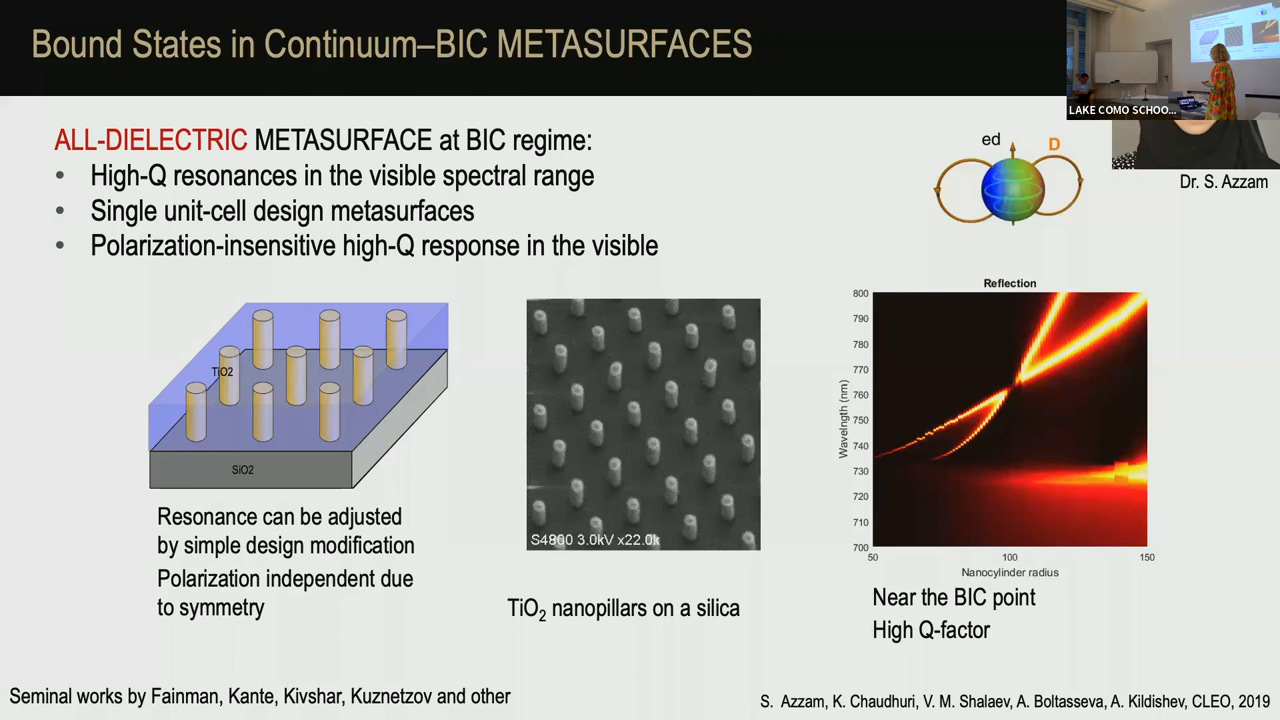 Bound States in Continuum–BIC METASURFACES
LAKE COMO SCHOO...
ALL-DIELECTRIC METASURFACE at BIC regime:
• High-Q resonances in the visible spectral range
• Single unit-cell design metasurfaces
• Polarization-insensitive high-Q response in the visible
ed
D
Dr. S. Azzam
TiO2
SiO2
Resonance can be adjusted
by simple design modification
Polarization independent due
to symmetry
S4800 3.0kV x22.0k
TiO₂ nanopillars on a silica
Reflection
800
790
780
770
760
750
740
730
720
710
700
Wavelngth (nm)
50 100 150
Nanocylinder radius
Near the BIC point
High Q-factor
Seminal works by Fainman, Kante, Kivshar, Kuznetzov and other
S. Azzam, K. Chaudhuri, V. M. Shalaev, A. Boltasseva, A. Kildishev, CLEO, 2019